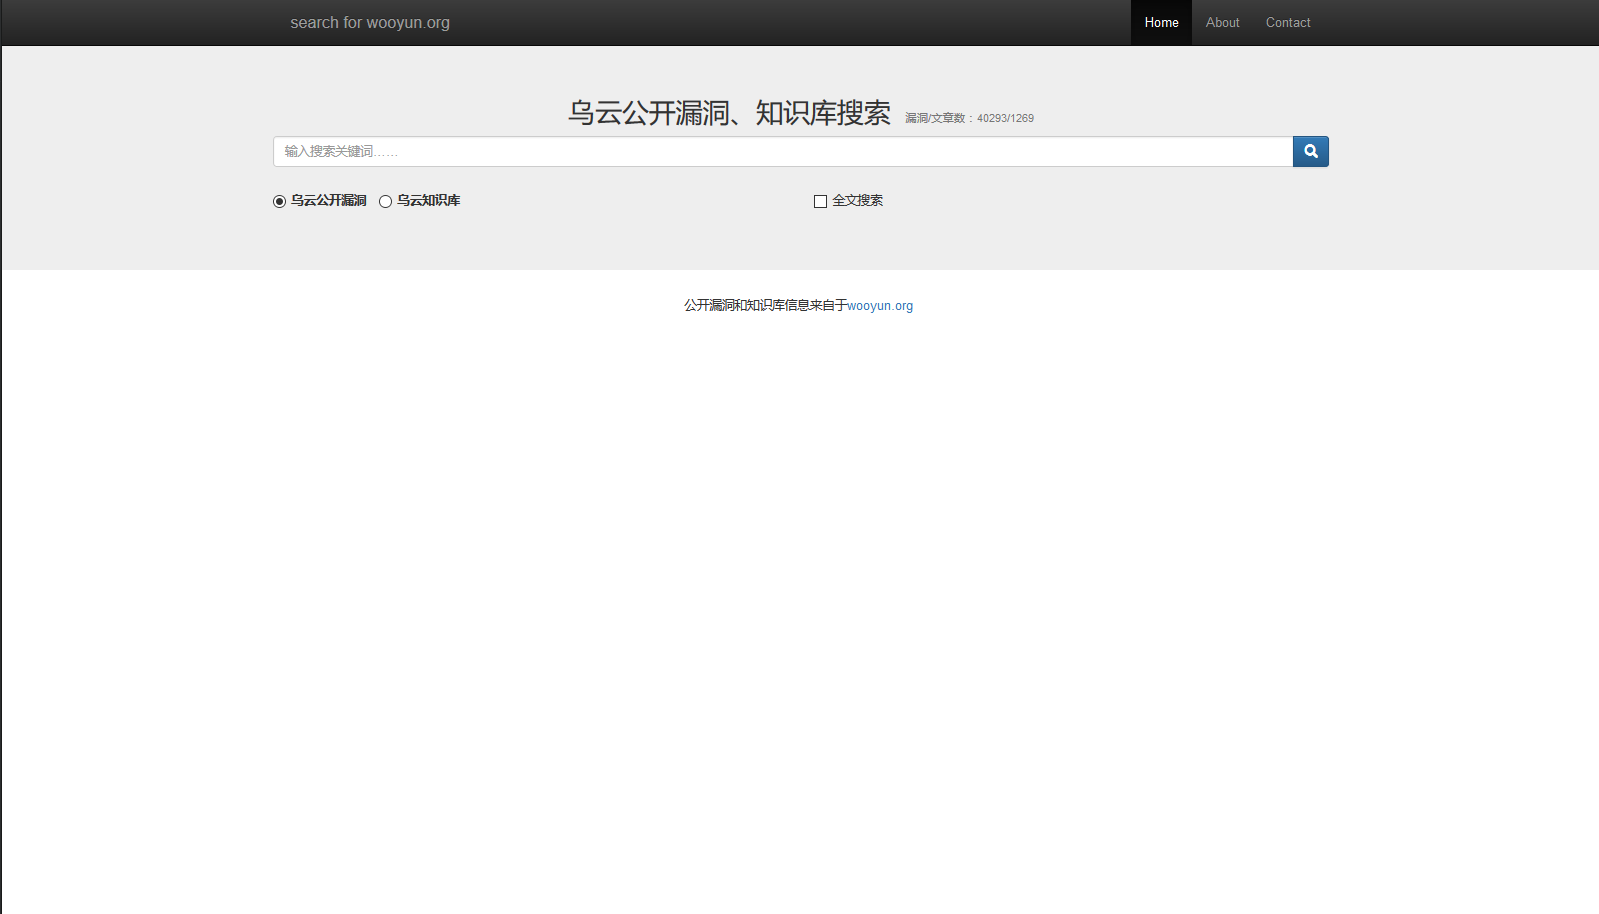 search for wooyun.org Home About Contact
乌云公开漏洞、知识库搜索 漏洞/文章数：40293/1269
输入搜索关键词……
乌云公开漏洞 乌云知识库 全文搜索
公开漏洞和知识库信息来自于wooyun.org